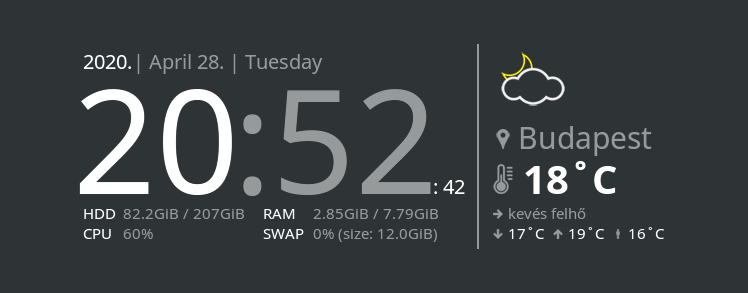 2020.| April 28. | Tuesday
20:52: 42
HDD 82.2GiB / 207GiB RAM 2.85GiB / 7.79GiB
CPU 60% SWAP 0% (size: 12.0GiB)
Budapest
18°C
kevés felhő
17°C 19°C 16°C